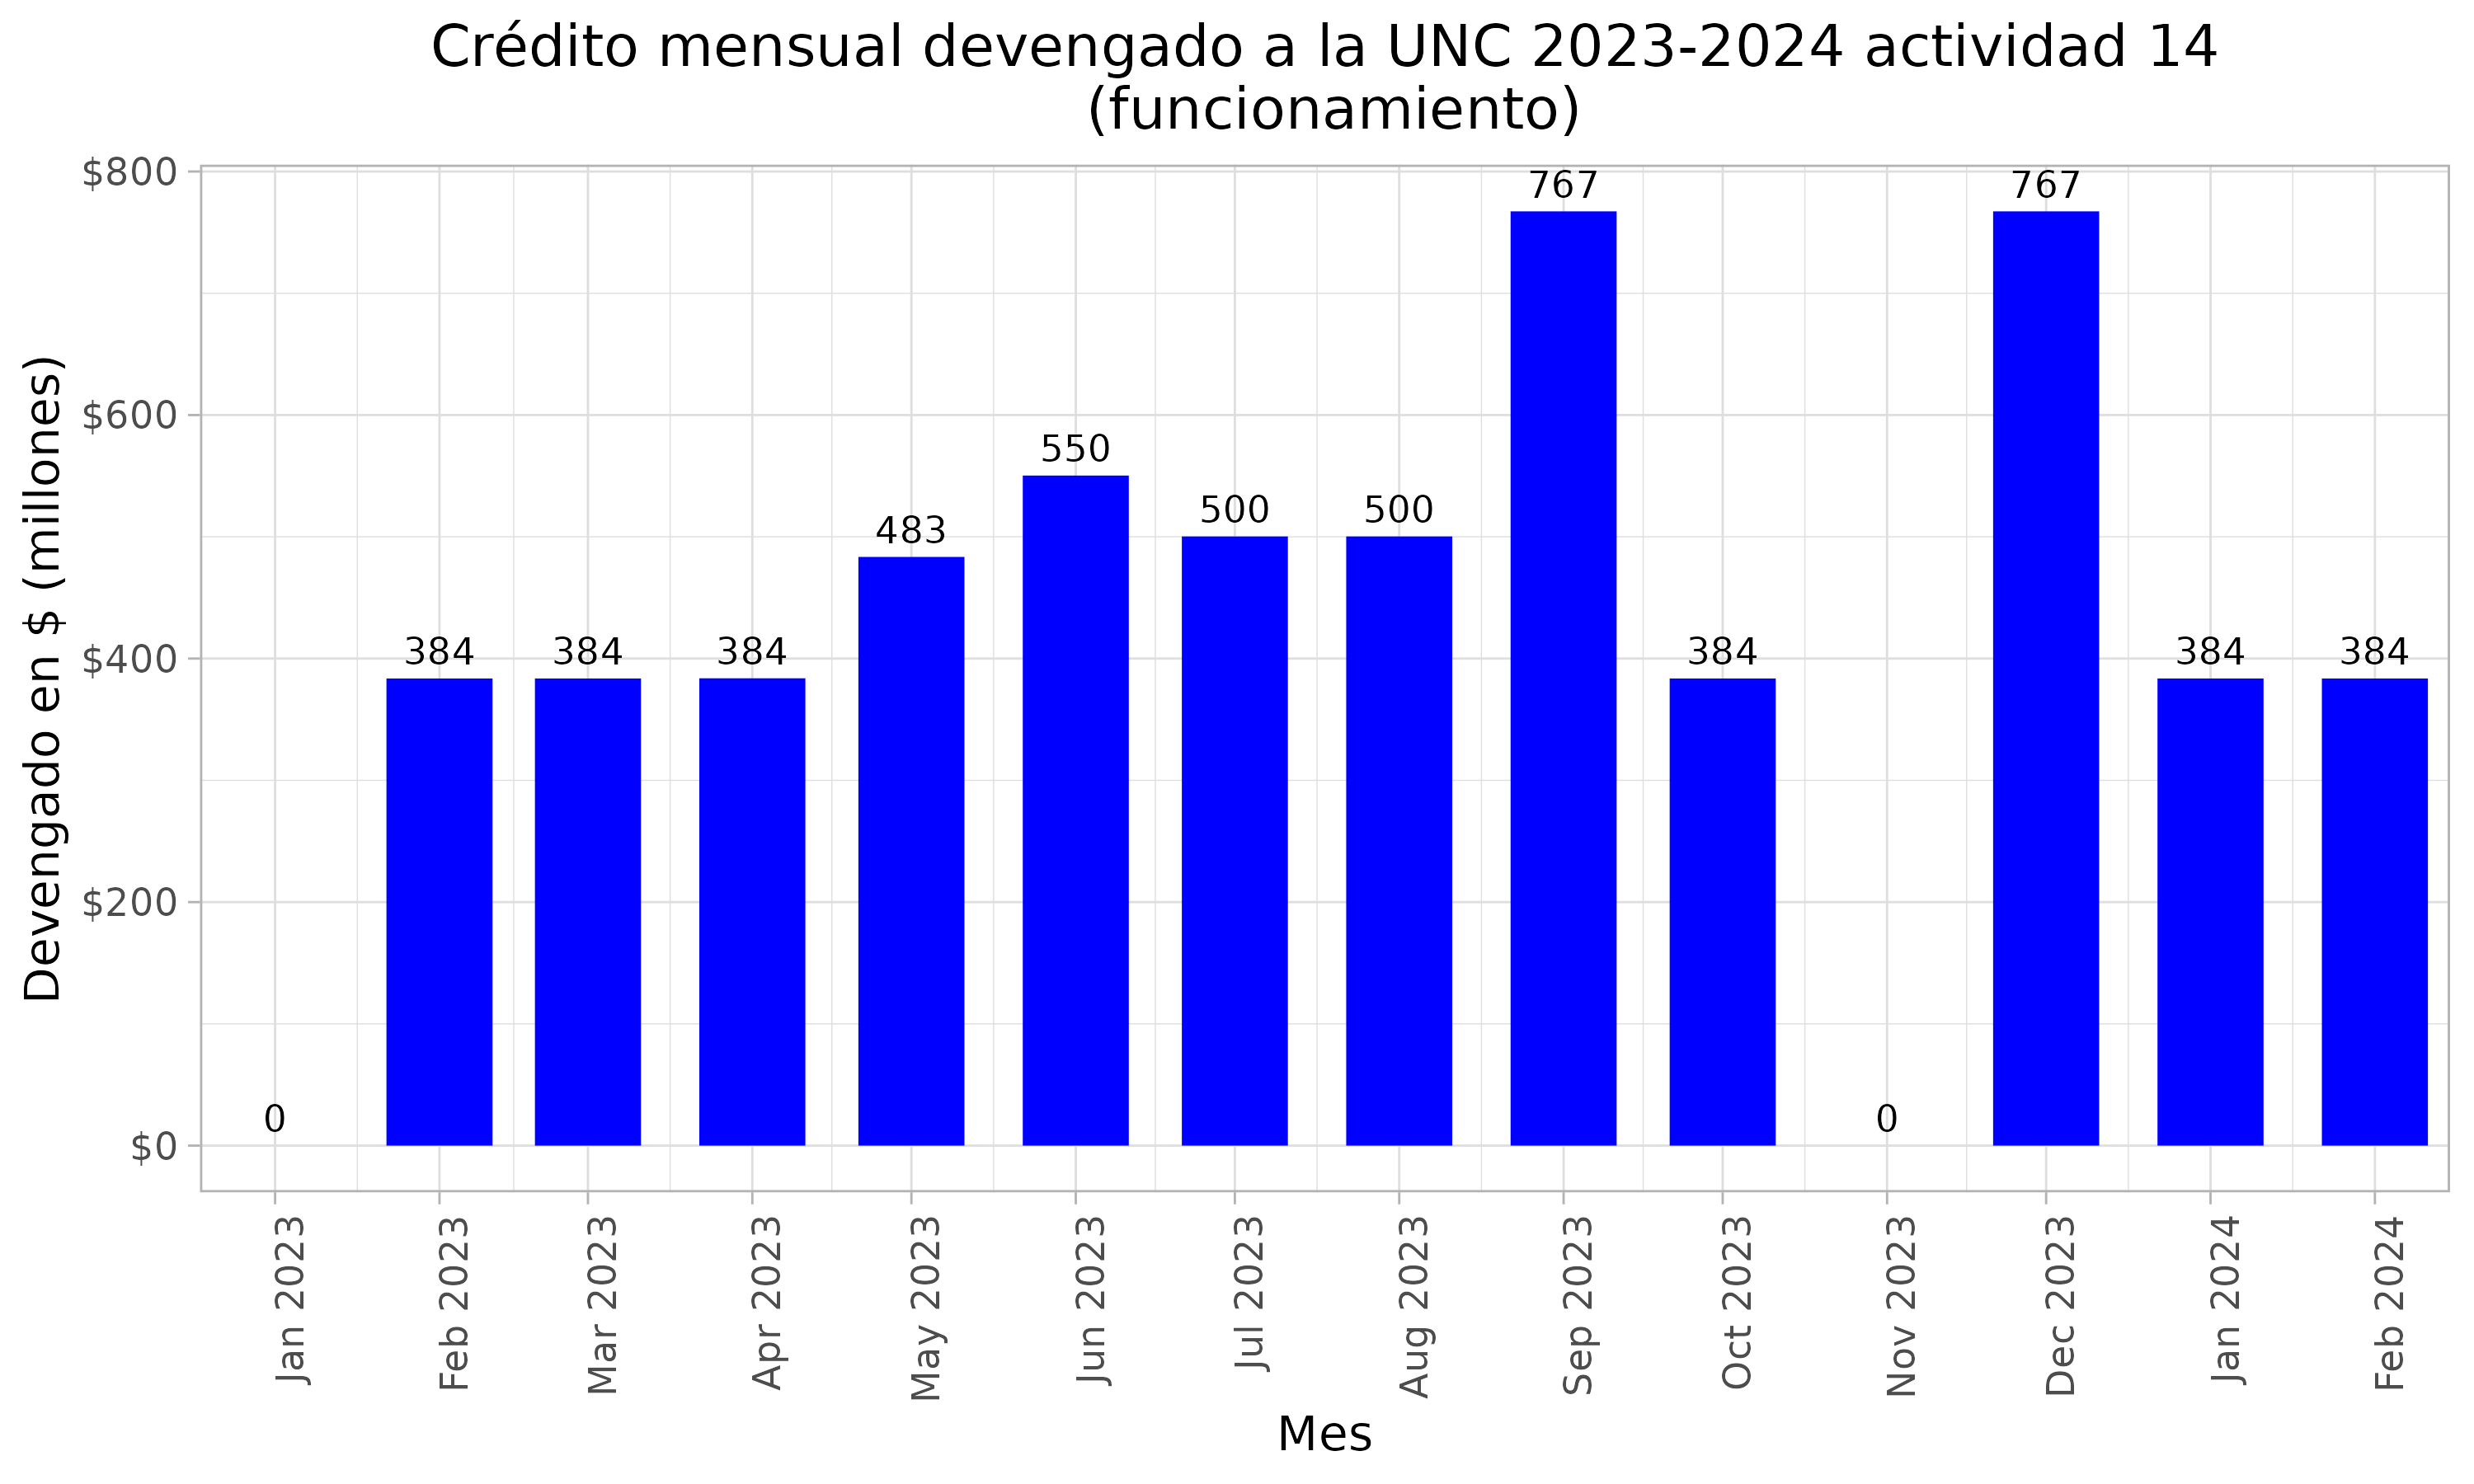 Crédito mensual devengado a la UNC 2023-2024 actividad 14
(funcionamiento)
Devengado en $ (millones)
$800
$600
$400
$200
$0
0
384
384
384
483
550
500
500
767
384
0
767
384
384
Jan 2023
Feb 2023
Mar 2023
Apr 2023
May 2023
Jun 2023
Jul 2023
Aug 2023
Sep 2023
Oct 2023
Nov 2023
Dec 2023
Jan 2024
Feb 2024
Mes